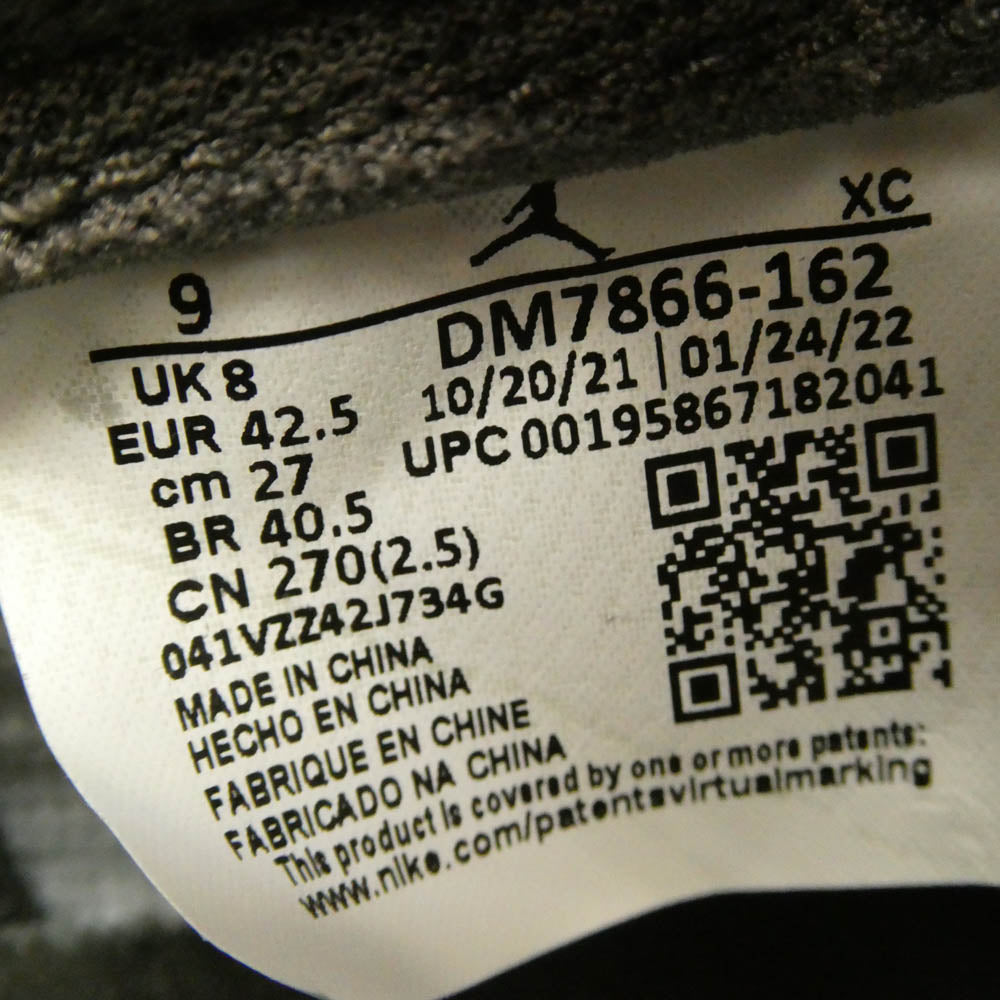 XC
9
DM7866-162
UK 8
10/20/21 | 01/24/22
EUR 42.5
UPC 00195867182041
cm 27
BR 40.5
CN 270(2.5)
041VZZ42J734G
MADE IN CHINA
HECHO EN CHINA
FABRIQUE EN CHINE
FABRICADO NA CHINA
This product is covered by one or more patents:
www.nike.com/patentsvirtualmarking